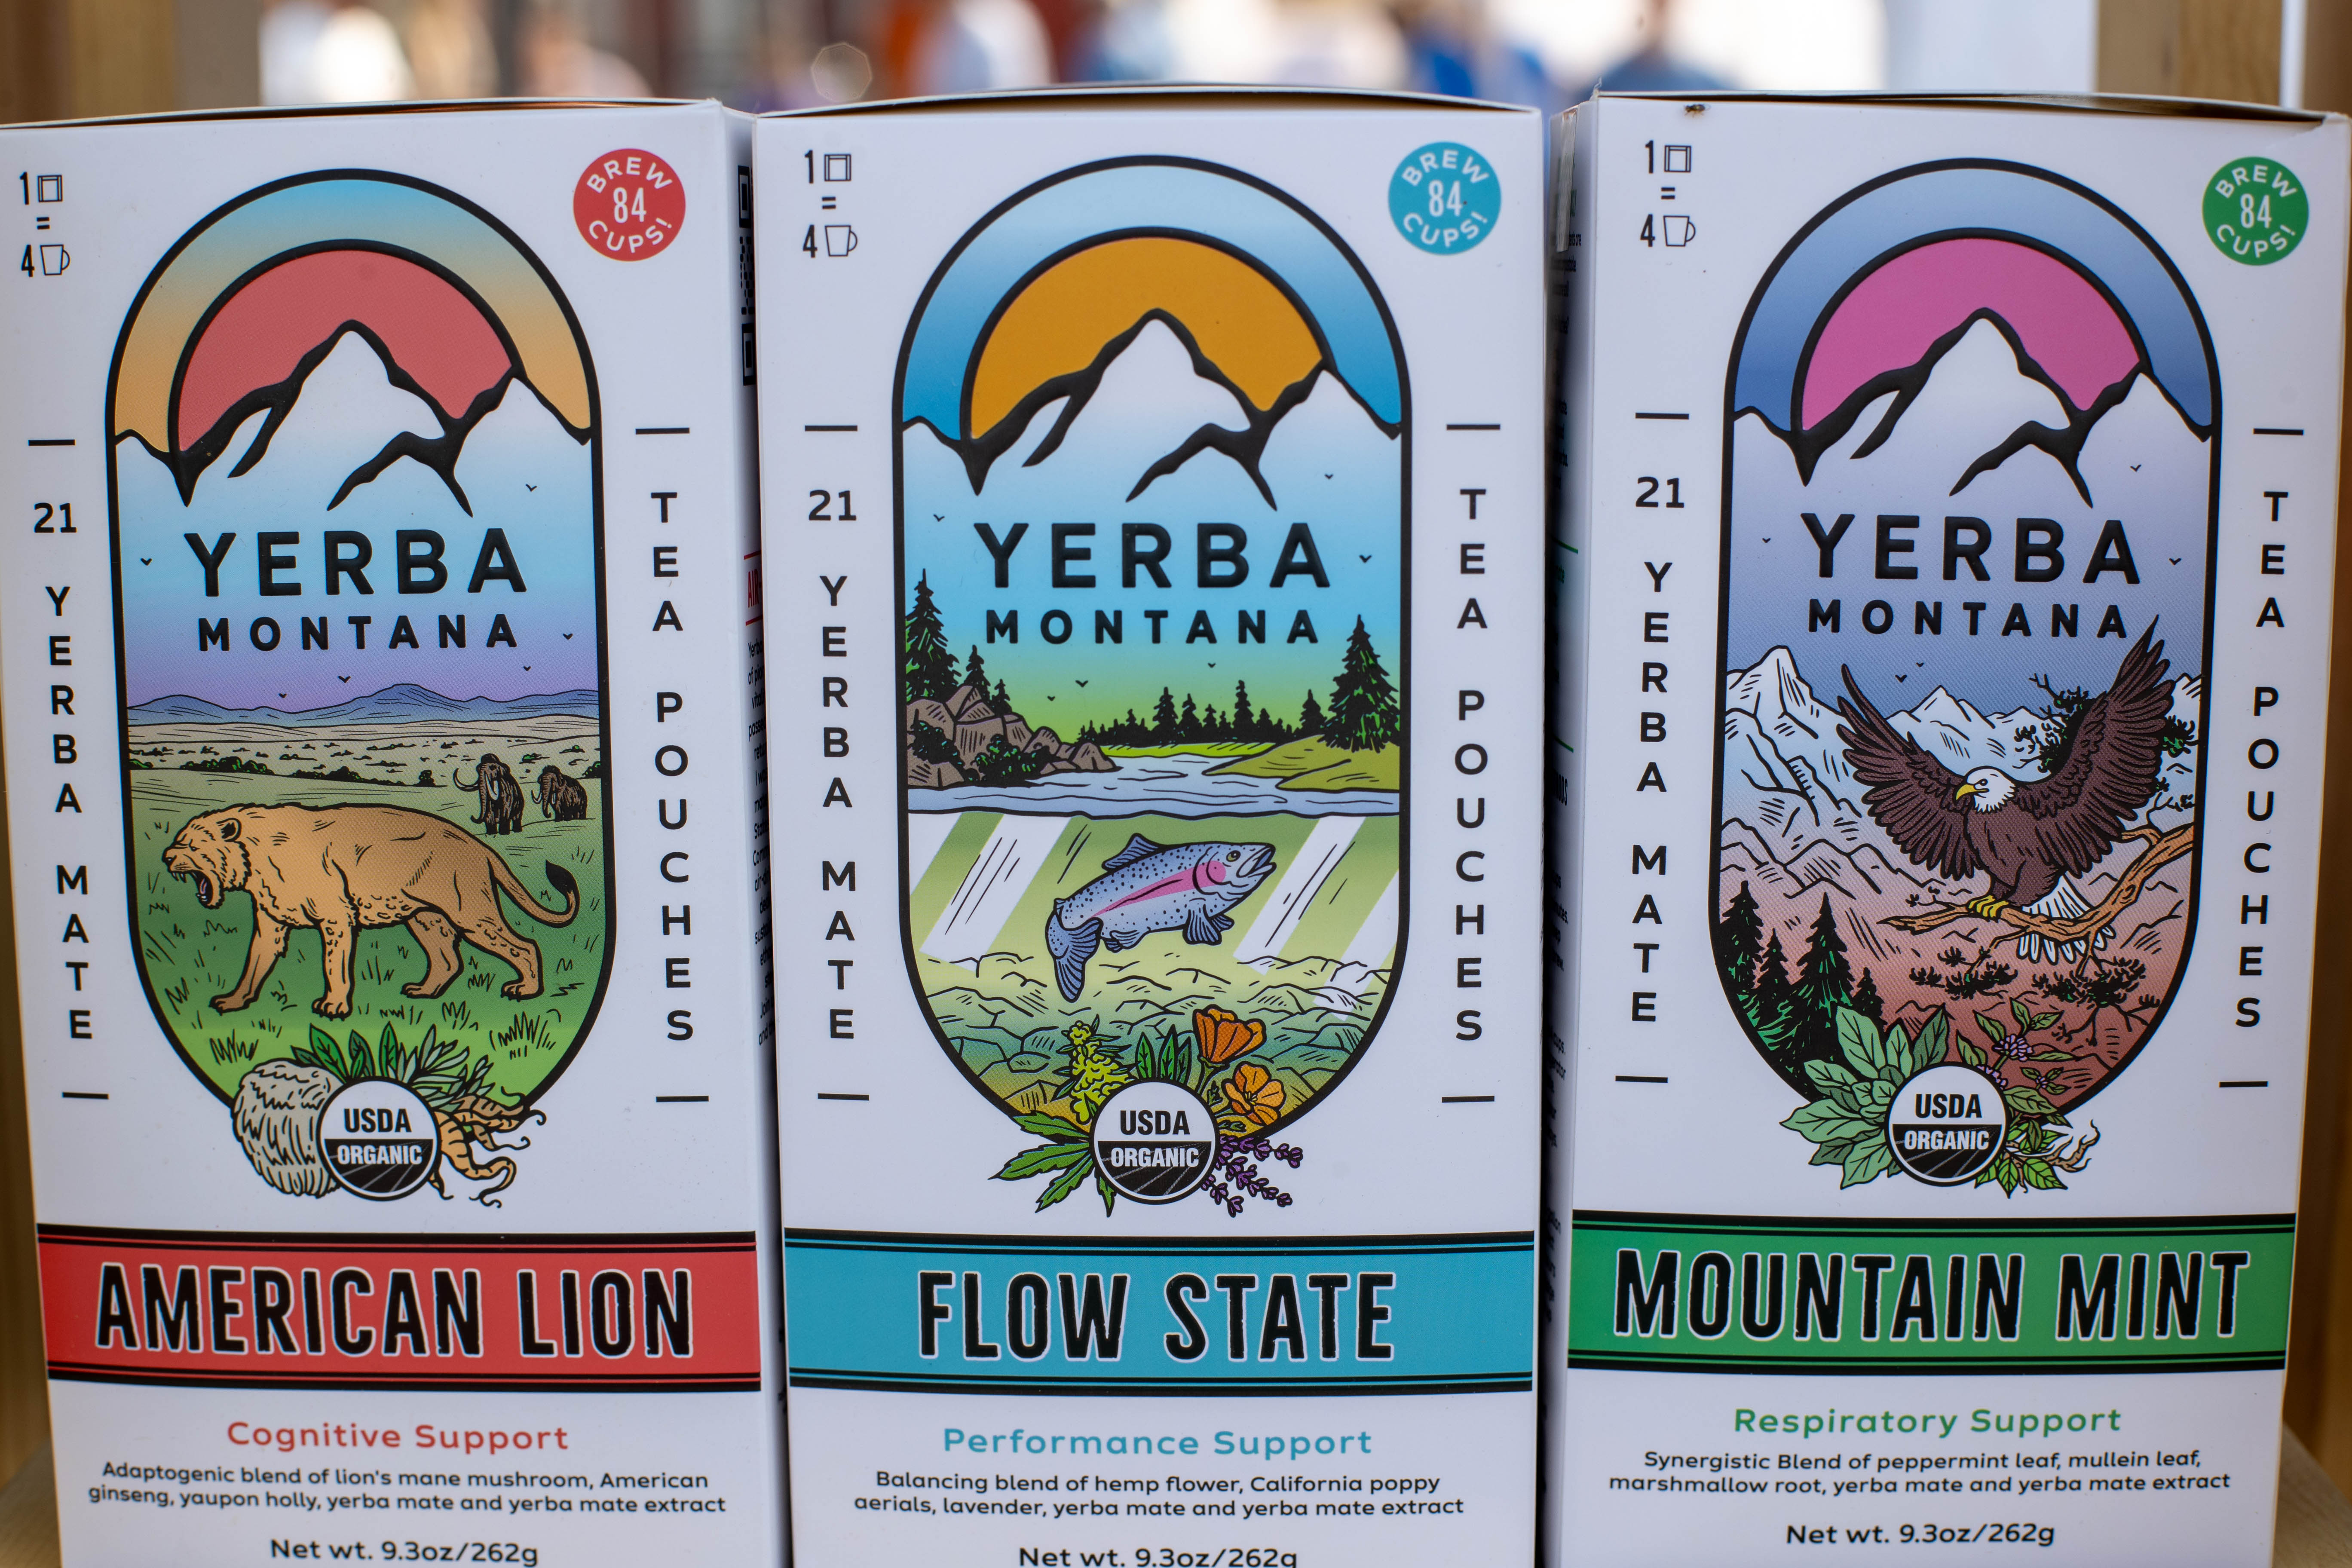 1
=
4
BREW
84
CUPS!
21 YERBA MATE
TEA POUCHES
YERBA
MONTANA
USDA
ORGANIC
AMERICAN LION
Cognitive Support
Adaptogenic blend of lion's mane mushroom, American
ginseng, yaupon holly, yerba mate and yerba mate extract
Net wt. 9.3oz/262g
1
=
4
BREW
84
CUPS!
21 YERBA MATE
TEA POUCHES
YERBA
MONTANA
USDA
ORGANIC
FLOW STATE
Performance Support
Balancing blend of hemp flower, California poppy
aerials, lavender, yerba mate and yerba mate extract
Net wt. 9.3oz/262g
1
=
4
BREW
84
CUPS!
21 YERBA MATE
TEA POUCHES
YERBA
MONTANA
USDA
ORGANIC
MOUNTAIN MINT
Respiratory Support
Synergistic Blend of peppermint leaf, mullein leaf,
marshmallow root, yerba mate and yerba mate extract
Net wt. 9.3oz/262g